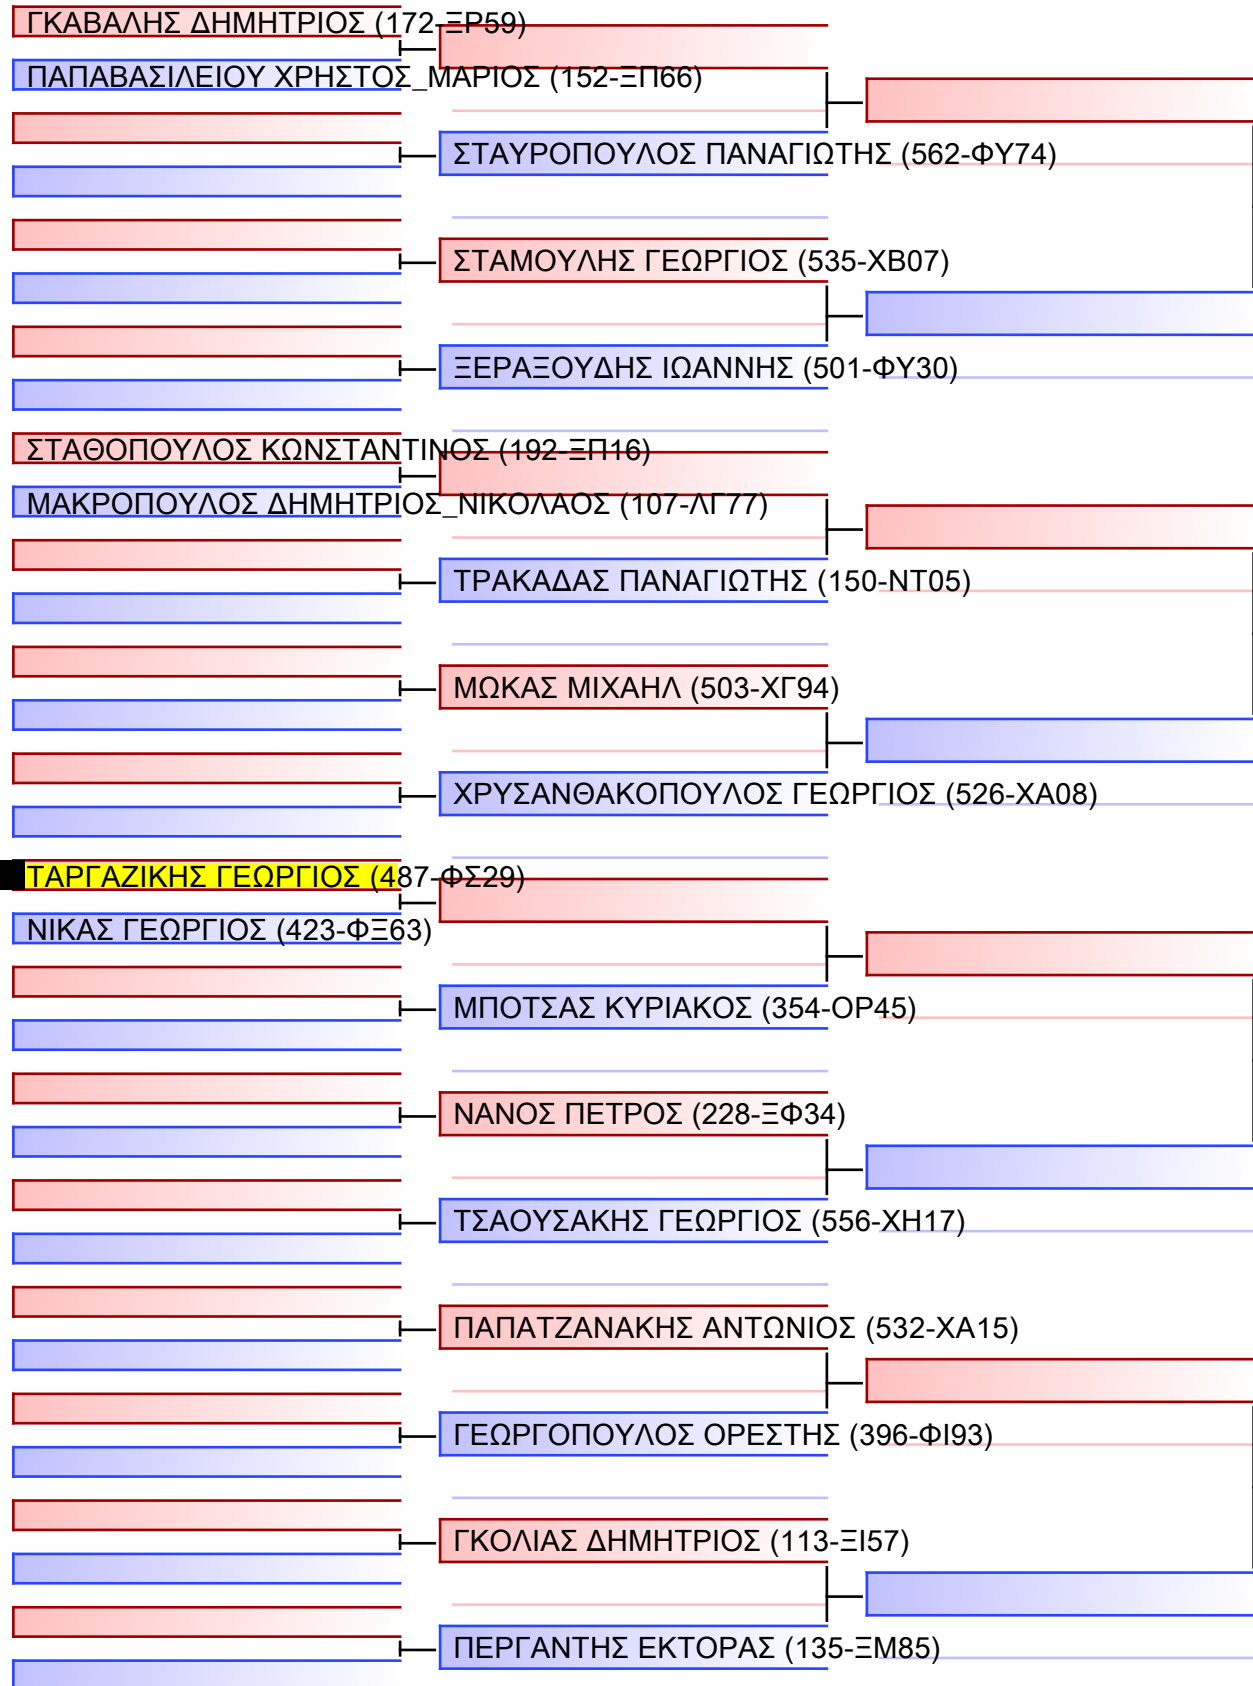 ΓΚΑΒΑΛΗΣ ΔΗΜΗΤΡΙΟΣ (172-ΞΡ59)
ΠΑΠΑΒΑΣΙΛΕΙΟΥ ΧΡΗΣΤΟΣ_ΜΑΡΙΟΣ (152-ΞΠ66)
ΣΤΑΥΡΟΠΟΥΛΟΣ ΠΑΝΑΓΙΩΤΗΣ (562-ΦΥ74)
ΣΤΑΜΟΥΛΗΣ ΓΕΩΡΓΙΟΣ (535-ΧΒ07)
ΞΕΡΑΞΟΥΔΗΣ ΙΩΑΝΝΗΣ (501-ΦΥ30)
ΣΤΑΘΟΠΟΥΛΟΣ ΚΩΝΣΤΑΝΤΙΝΟΣ (192-ΞΠ16)
ΜΑΚΡΟΠΟΥΛΟΣ ΔΗΜΗΤΡΙΟΣ_ΝΙΚΟΛΑΟΣ (107-ΛΓ77)
ΤΡΑΚΑΔΑΣ ΠΑΝΑΓΙΩΤΗΣ (150-ΝΤ05)
ΜΩΚΑΣ ΜΙΧΑΗΛ (503-ΧΓ94)
ΧΡΥΣΑΝΘΑΚΟΠΟΥΛΟΣ ΓΕΩΡΓΙΟΣ (526-ΧΑ08)
ΤΑΡΓΑΖΙΚΗΣ ΓΕΩΡΓΙΟΣ (487-ΦΣ29)
ΝΙΚΑΣ ΓΕΩΡΓΙΟΣ (423-ΦΞ63)
ΜΠΟΤΣΑΣ ΚΥΡΙΑΚΟΣ (354-ΟΡ45)
ΝΑΝΟΣ ΠΕΤΡΟΣ (228-ΞΦ34)
ΤΣΑΟΥΣΑΚΗΣ ΓΕΩΡΓΙΟΣ (556-ΧΗ17)
ΠΑΠΑΤΖΑΝΑΚΗΣ ΑΝΤΩΝΙΟΣ (532-ΧΑ15)
ΓΕΩΡΓΟΠΟΥΛΟΣ ΟΡΕΣΤΗΣ (396-ΦΙ93)
ΓΚΟΛΙΑΣ ΔΗΜΗΤΡΙΟΣ (113-ΞΙ57)
ΠΕΡΓΑΝΤΗΣ ΕΚΤΟΡΑΣ (135-ΞΜ85)